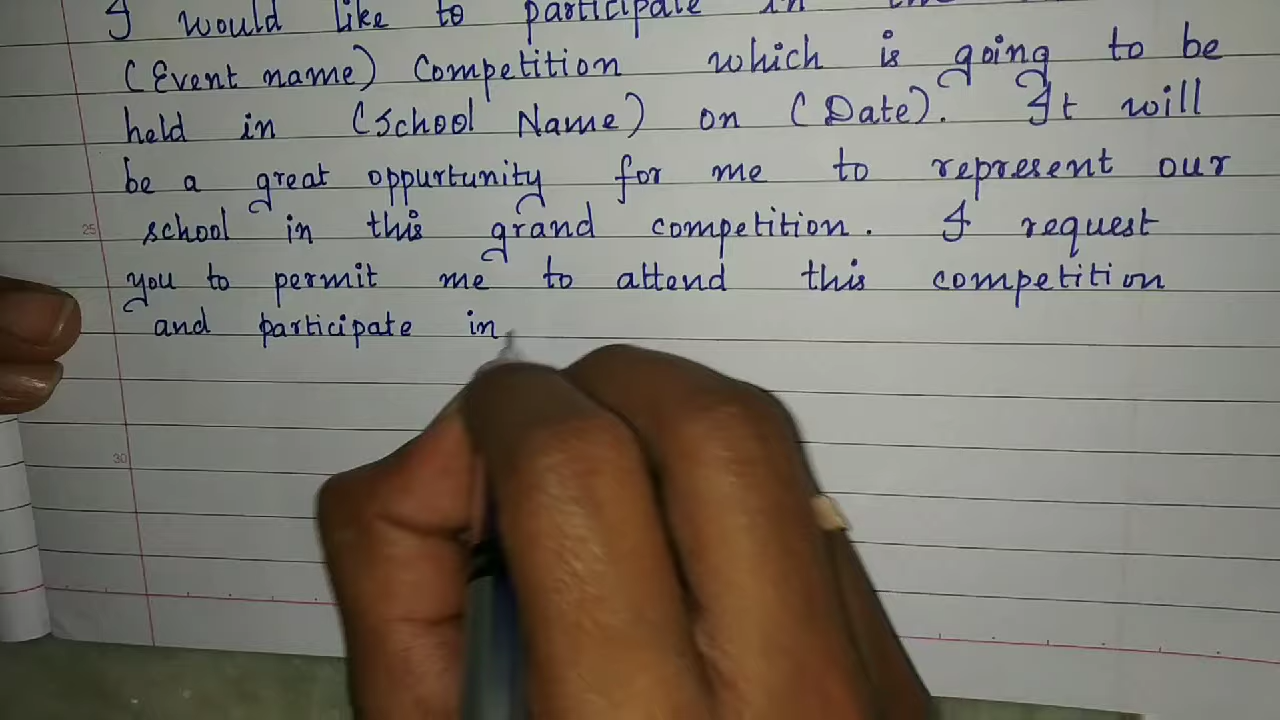 I would like to participate in the
(Event name) Competition which is going to be
held in (School Name) on (Date). It will
be a great oppurtunity for me to represent our
25 school in this grand competition. I request
you to permit me to attend this competition
and participate in
30